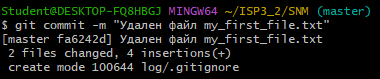 Student@DESKTOP-FQ8HBGJ MINGW64 ~/ISP3_2/SNM (master)
$ git commit -m "Удален файл my_first_file.txt"
[master fa6242d] Удален файл my_first_file.txt
 2 files changed, 4 insertions(+)
 create mode 100644 log/.gitignore